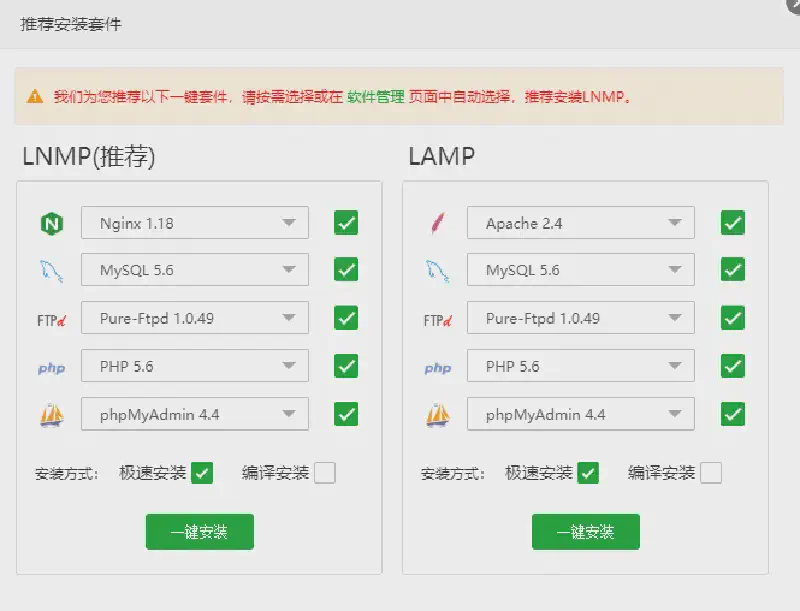 推荐安装套件
我们为您推荐以下一键套件，请按需选择或在 软件管理 页面中自动选择，推荐安装LNMP。
LNMP(推荐)
N Nginx 1.18
MySQL 5.6
FTPd Pure-Ftpd 1.0.49
php PHP 5.6
phpMyAdmin 4.4
安装方式： 极速安装 编译安装
一键安装
LAMP
Apache 2.4
MySQL 5.6
FTPd Pure-Ftpd 1.0.49
php PHP 5.6
phpMyAdmin 4.4
安装方式： 极速安装 编译安装
一键安装